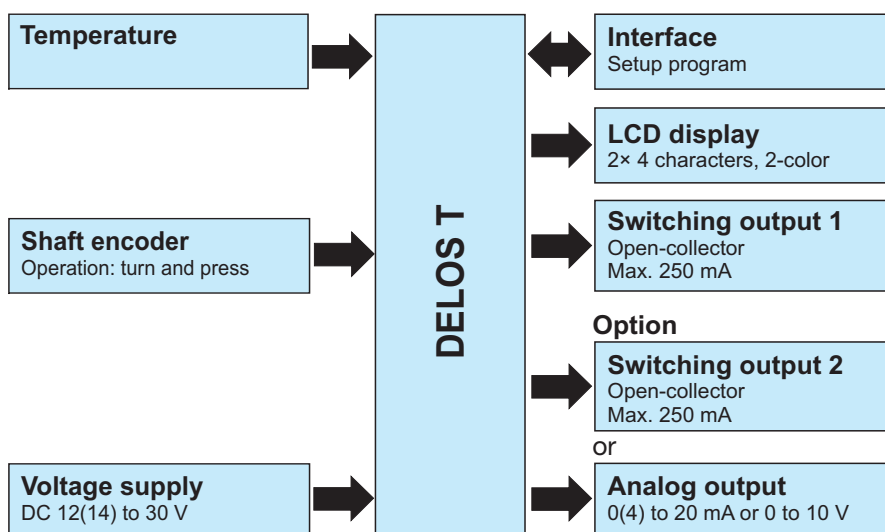 Temperature
Shaft encoder
Operation: turn and press
Voltage supply
DC 12(14) to 30 V
DELOS T
Interface
Setup program
LCD display
2× 4 characters, 2-color
Switching output 1
Open-collector
Max. 250 mA
Option
Switching output 2
Open-collector
Max. 250 mA
or
Analog output
0(4) to 20 mA or 0 to 10 V